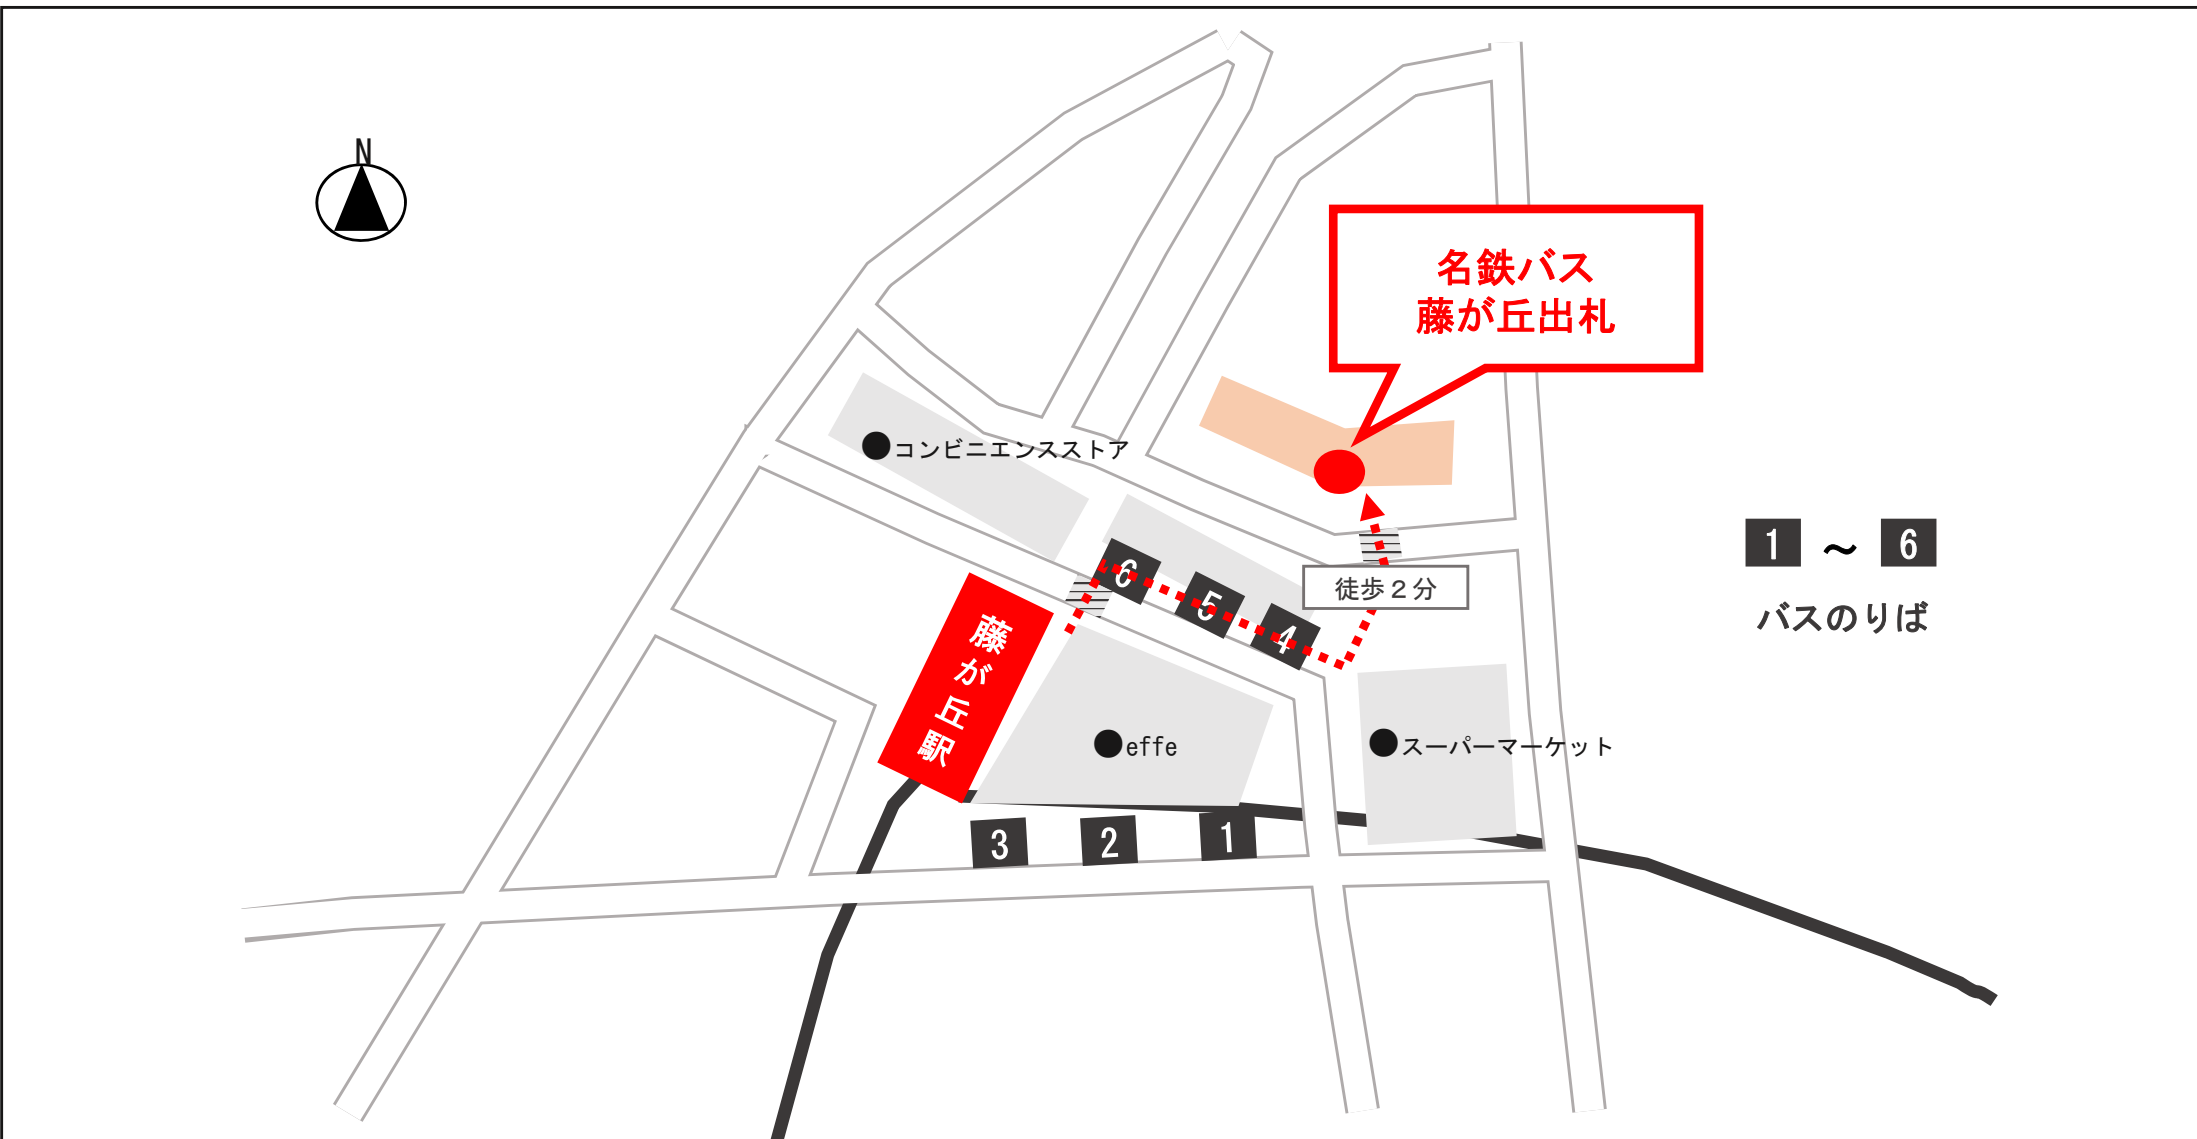 N
名鉄バス
藤が丘出札
コンビニエンスストア
1 ～ 6
バスのりば
6
5
4
徒歩２分
藤が丘駅
effe
スーパーマーケット
3
2
1